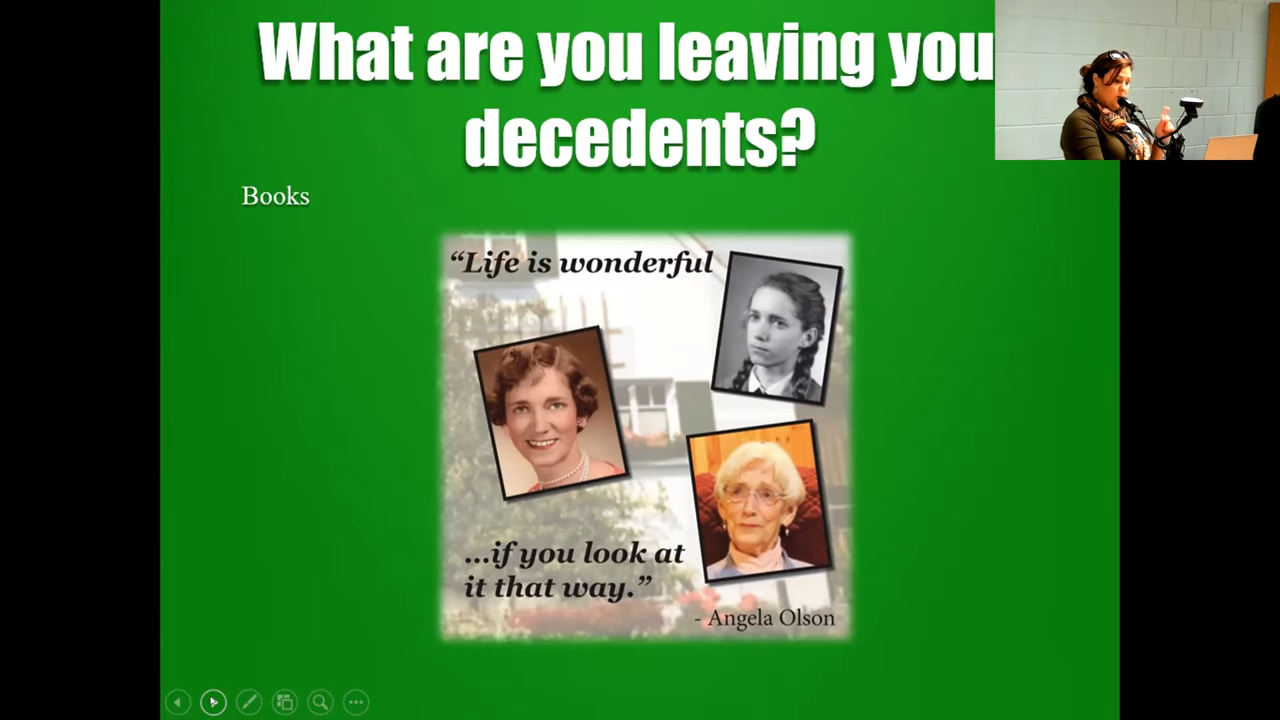 What are you leaving you
decedents?
Books
“Life is wonderful
...if you look at
it that way.”
- Angela Olson